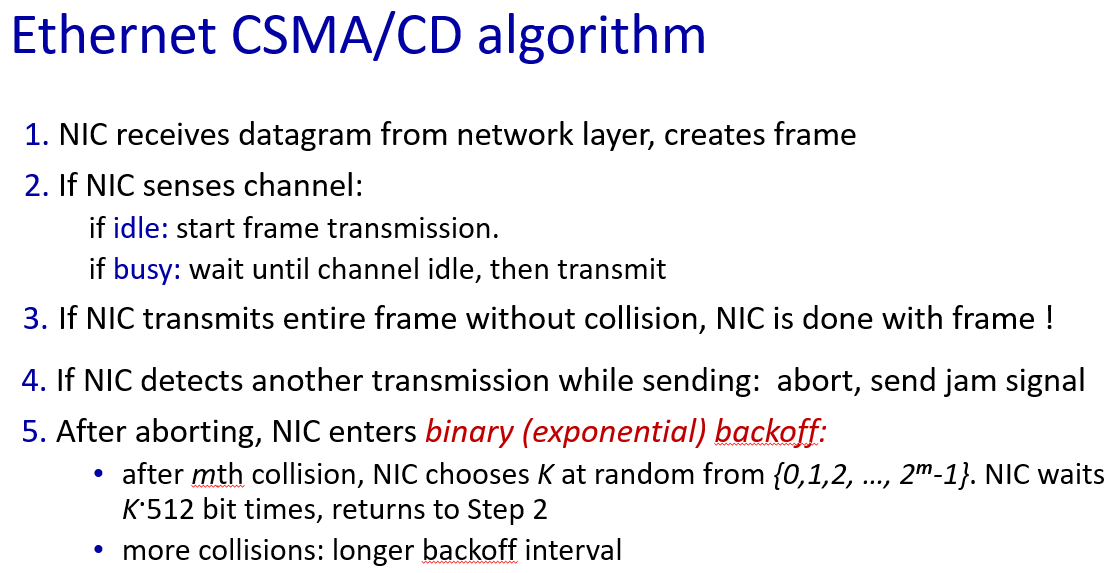 Ethernet CSMA/CD algorithm
1. NIC receives datagram from network layer, creates frame
2. If NIC senses channel:
if idle: start frame transmission.
if busy: wait until channel idle, then transmit
3. If NIC transmits entire frame without collision, NIC is done with frame !
4. If NIC detects another transmission while sending:  abort, send jam signal
5. After aborting, NIC enters binary (exponential) backoff:
• after mth collision, NIC chooses K at random from {0,1,2, …, 2ᵐ-1}. NIC waits
K·512 bit times, returns to Step 2
• more collisions: longer backoff interval